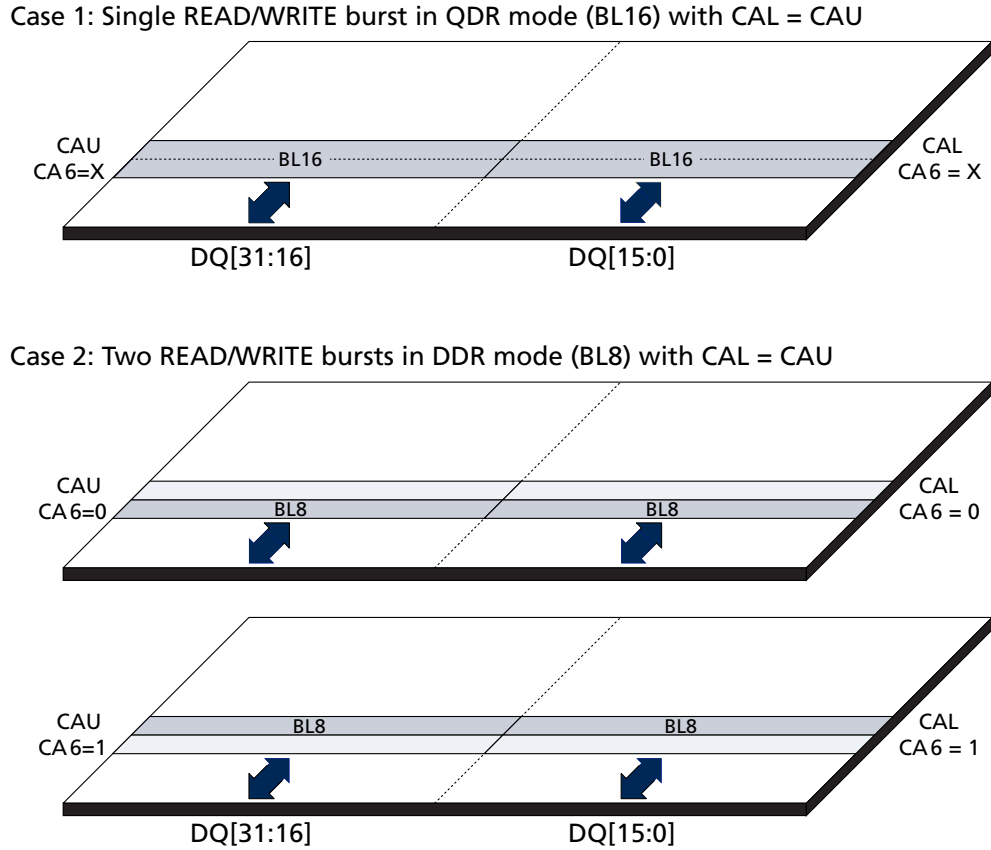 Case 1: Single READ/WRITE burst in QDR mode (BL16) with CAL = CAU
CAU
CA6=X
BL16
BL16
CAL
CA6 = X
DQ[31:16]
DQ[15:0]
Case 2: Two READ/WRITE bursts in DDR mode (BL8) with CAL = CAU
CAU
CA6=0
BL8
BL8
CAL
CA6 = 0
CAU
CA6=1
BL8
BL8
CAL
CA6 = 1
DQ[31:16]
DQ[15:0]